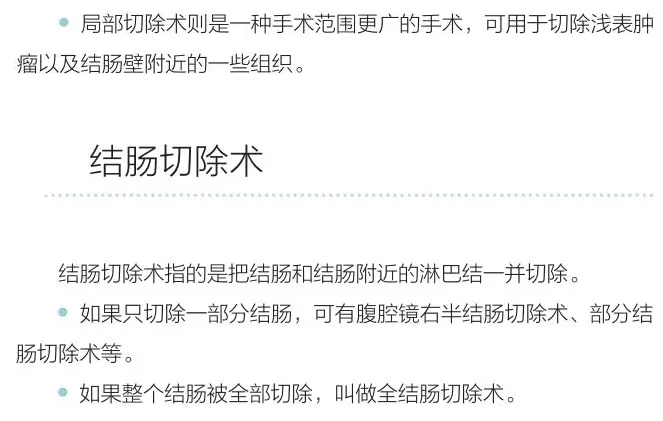 • 局部切除术则是一种手术范围更广的手术，可用于切除浅表肿
瘤以及结肠壁附近的一些组织。
结肠切除术
结肠切除术指的是把结肠和结肠附近的淋巴结一并切除。
• 如果只切除一部分结肠，可有腹腔镜右半结肠切除术、部分结
肠切除术等。
• 如果整个结肠被全部切除，叫做全结肠切除术。